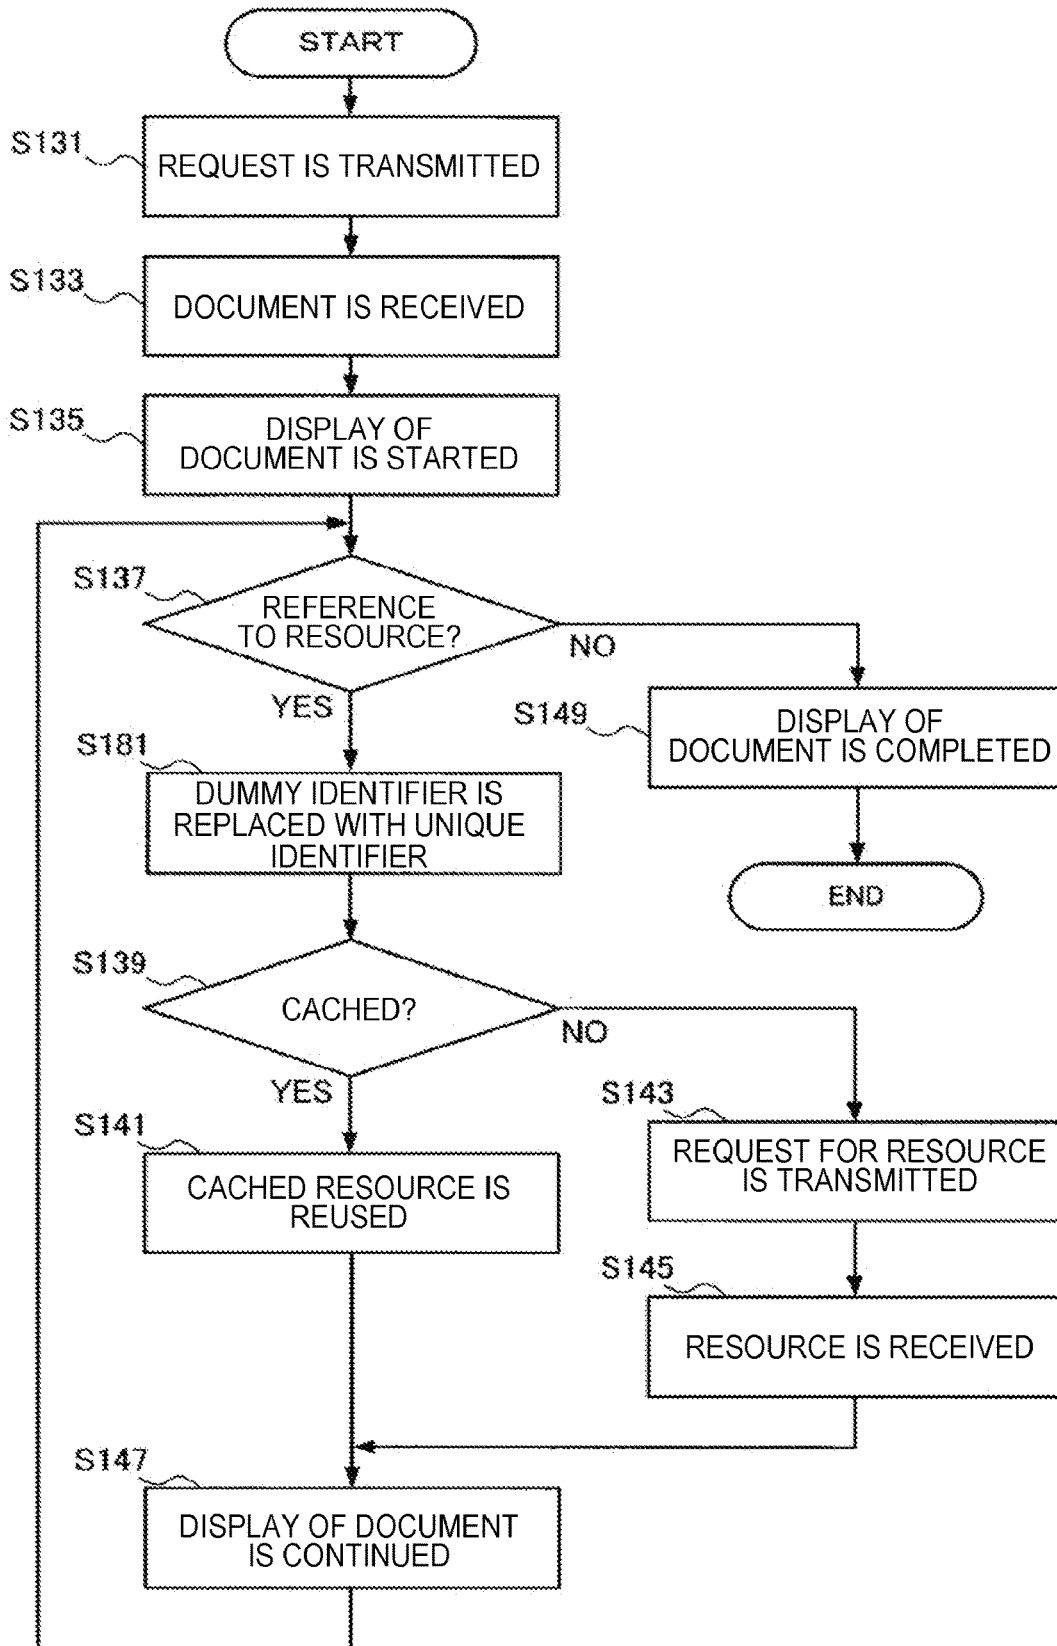 START
S131
REQUEST IS TRANSMITTED
S133
DOCUMENT IS RECEIVED
S135
DISPLAY OF
DOCUMENT IS STARTED
S137
REFERENCE
TO RESOURCE?
NO
YES
S149
DISPLAY OF
DOCUMENT IS COMPLETED
S181
DUMMY IDENTIFIER IS
REPLACED WITH UNIQUE
IDENTIFIER
END
S139
CACHED?
NO
YES
S143
REQUEST FOR RESOURCE
IS TRANSMITTED
S141
CACHED RESOURCE IS
REUSED
S145
RESOURCE IS RECEIVED
S147
DISPLAY OF DOCUMENT
IS CONTINUED